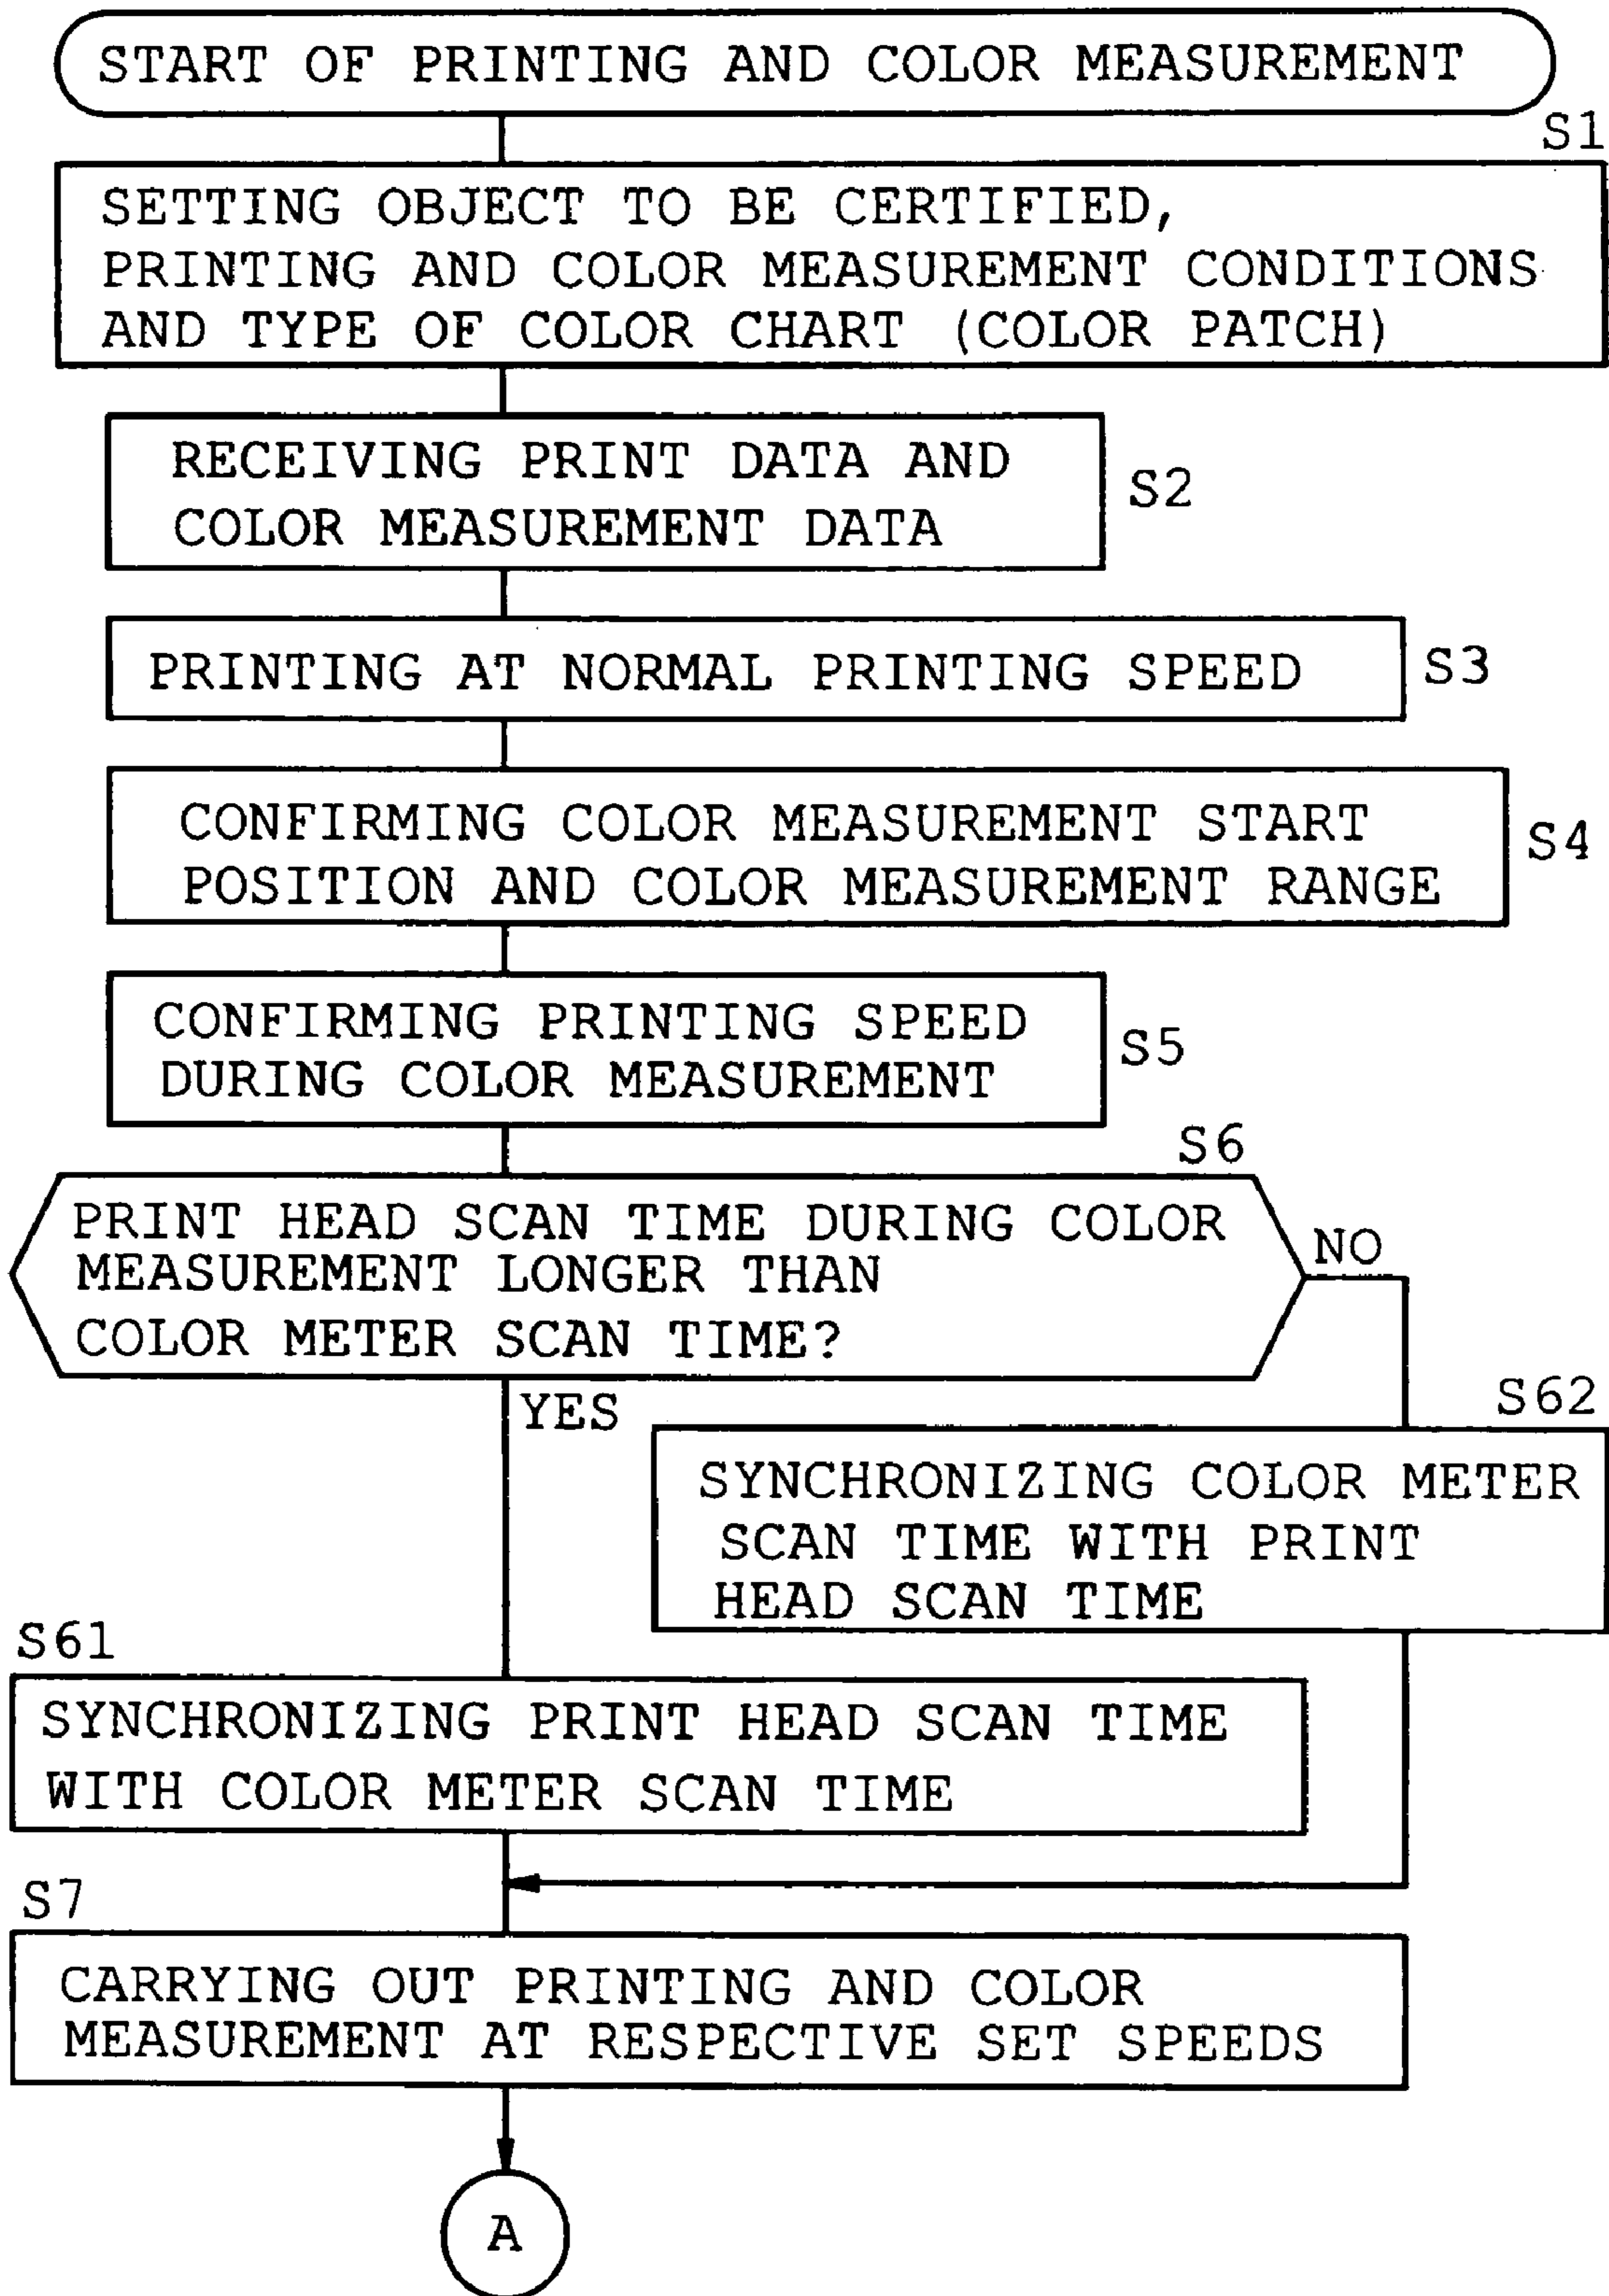 START OF PRINTING AND COLOR MEASUREMENT
S1
SETTING OBJECT TO BE CERTIFIED,
PRINTING AND COLOR MEASUREMENT CONDITIONS
AND TYPE OF COLOR CHART (COLOR PATCH)
RECEIVING PRINT DATA AND
COLOR MEASUREMENT DATA
S2
PRINTING AT NORMAL PRINTING SPEED
S3
CONFIRMING COLOR MEASUREMENT START
POSITION AND COLOR MEASUREMENT RANGE
S4
CONFIRMING PRINTING SPEED
DURING COLOR MEASUREMENT
S5
S6
PRINT HEAD SCAN TIME DURING COLOR
MEASUREMENT LONGER THAN
COLOR METER SCAN TIME?
NO
YES
S62
SYNCHRONIZING COLOR METER
SCAN TIME WITH PRINT
HEAD SCAN TIME
S61
SYNCHRONIZING PRINT HEAD SCAN TIME
WITH COLOR METER SCAN TIME
S7
CARRYING OUT PRINTING AND COLOR
MEASUREMENT AT RESPECTIVE SET SPEEDS
A